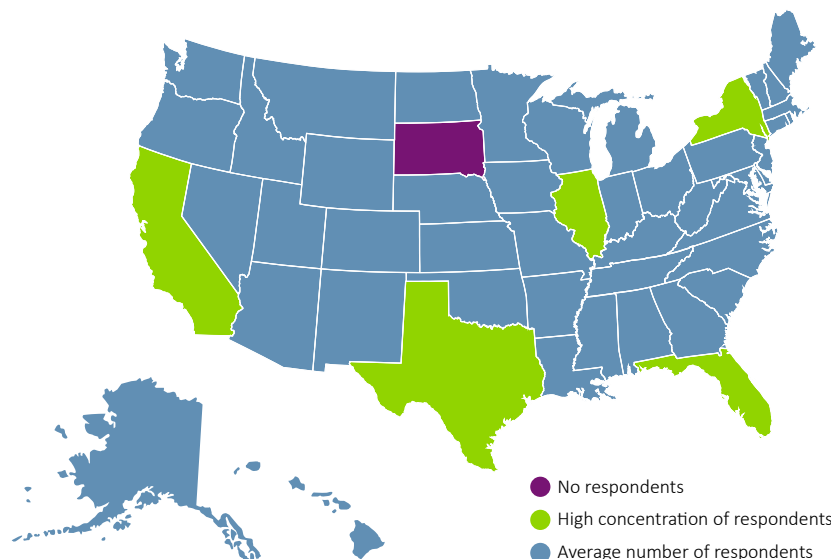 No respondents
High concentration of respondents
Average number of respondents